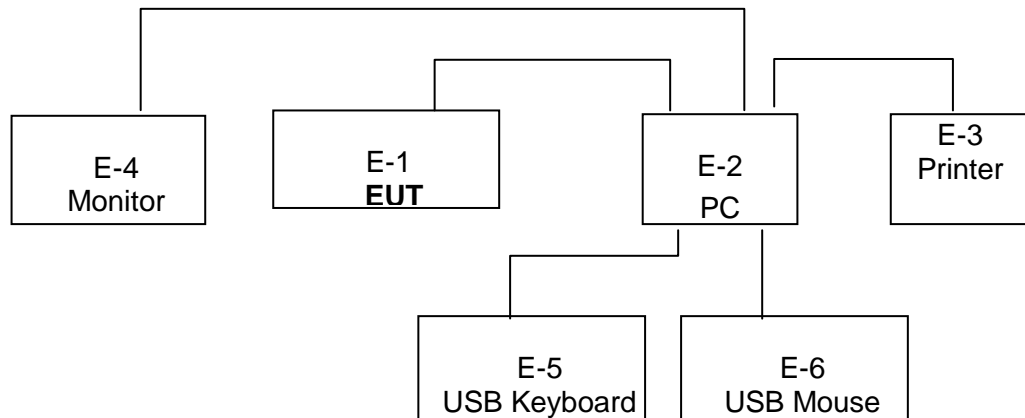 E-4
Monitor
E-1
EUT
E-2
PC
E-3
Printer
E-5
USB Keyboard
E-6
USB Mouse